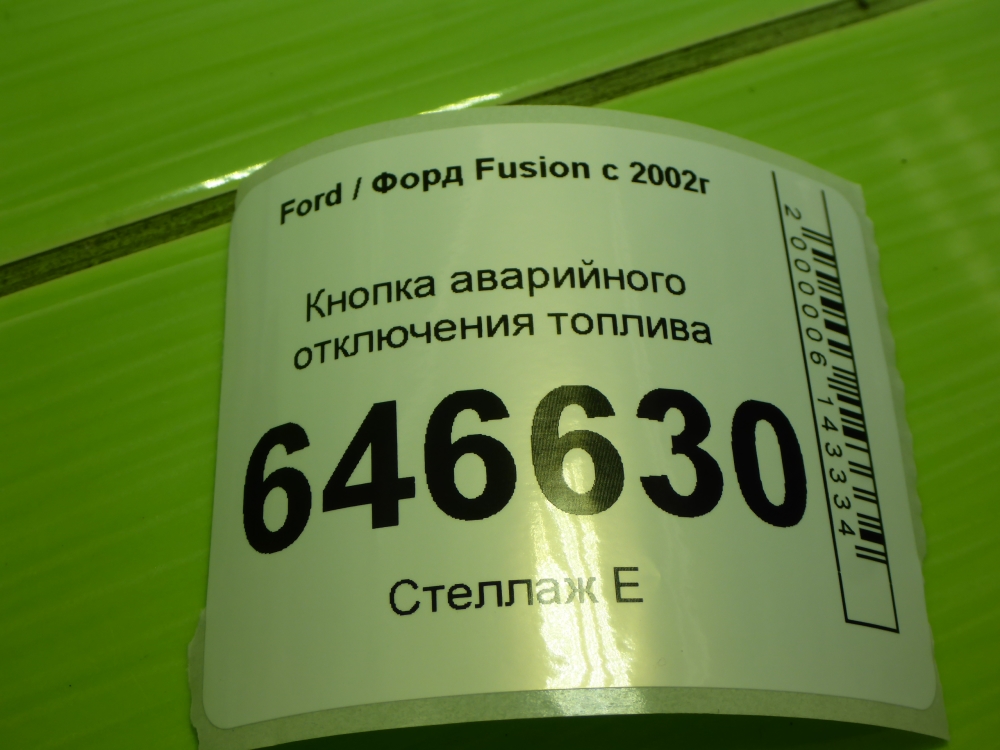 Ford / Форд Fusion с 2002г
Кнопка аварийного
отключения топлива
646630
Стеллаж Е
2000006143334